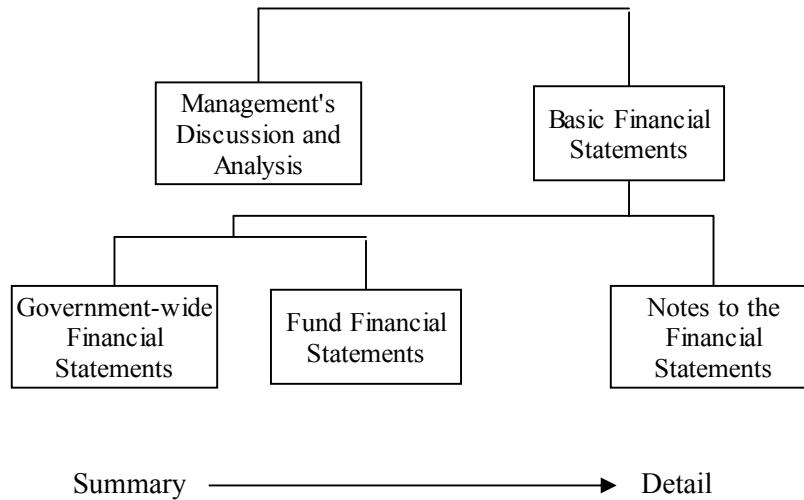 Management's
Discussion and
Analysis
Basic Financial
Statements
Government-wide
Financial
Statements
Fund Financial
Statements
Notes to the
Financial
Statements
Summary
Detail